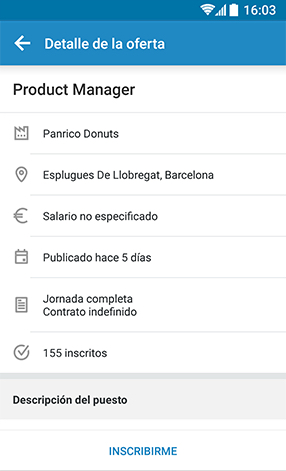 16:03
Detalle de la oferta
Product Manager
Panrico Donuts
Esplugues De Llobregat, Barcelona
Salario no especificado
Publicado hace 5 días
Jornada completa
Contrato indefinido
155 inscritos
Descripción del puesto
INSCRIBIRME